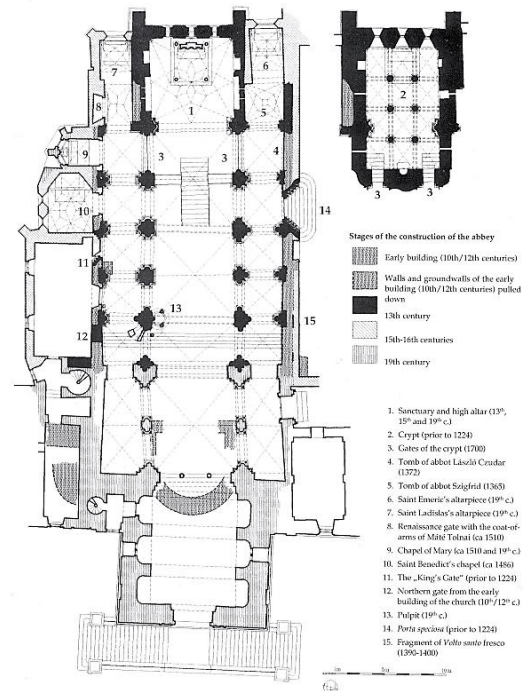 7
6
8
1
5
2
9
3
3
4
3
3
10
14
11
13
12
15
Stages of the construction of the abbey
Early building (10th/12th centuries)
Walls and groundwalls of the early
building (10th/12th centuries) pulled
down
13th century
15th-16th centuries
19th century
1. Sanctuary and high altar (13th,
15th and 19th c.)
2. Crypt (prior to 1224)
3. Gates of the crypt (1700)
4. Tomb of abbot László Czudar
(1372)
5. Tomb of abbot Szigfrid (1365)
6. Saint Emeric's altarpiece (19th c.)
7. Saint Ladislas's altarpiece (19th c.)
8. Renaissance gate with the coat-of-
arms of Máté Tolnai (ca 1510)
9. Chapel of Mary (ca 1510 and 19th c.)
10. Saint Benedict's chapel (ca 1486)
11. The „King's Gate" (prior to 1224)
12. Northern gate from the early
building of the church (10th/12th c.)
13. Pulpit (19th c.)
14. Porta speciosa (prior to 1224)
15. Fragment of Volto santo fresco
(1390-1400)